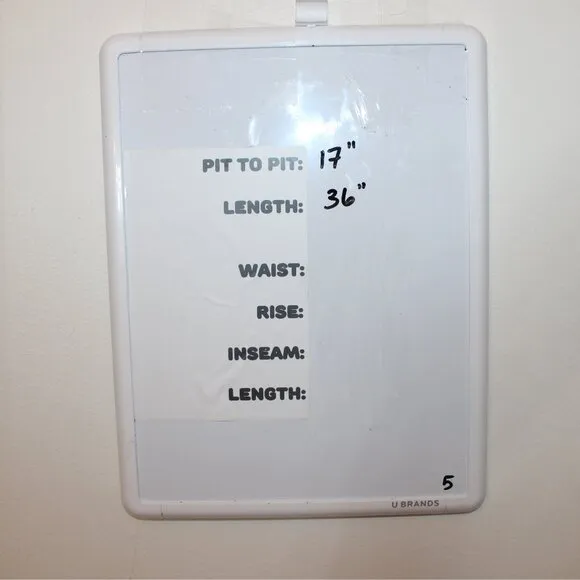 PIT TO PIT: 17"
LENGTH: 36"
WAIST:
RISE:
INSEAM:
LENGTH:
5
U BRANDS